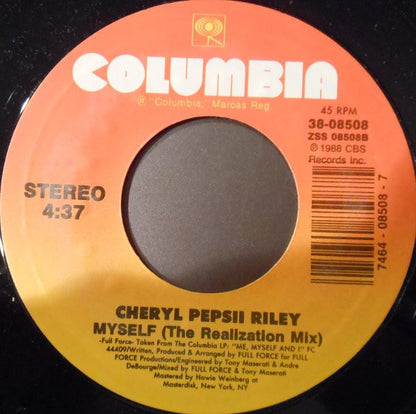 COLUMBIA
® "Columbia," Marcas Reg.
45 RPM
38-08508
ZSS 08508B
℗ 1988 CBS
Records Inc.
STEREO
4:37
7464-08508-7
CHERYL PEPSII RILEY
MYSELF (The Realization Mix)
-Full Force- Taken From The Columbia LP: "ME, MYSELF AND I" FC
44409/Written, Produced & Arranged by FULL FORCE for FULL
FORCE Productions/Engineered by Tony Maserati & Andre
DeBourge/Mixed by FULL FORCE & Tony Maserati
Mastered by Howie Weinberg at
Masterdisk, New York, NY